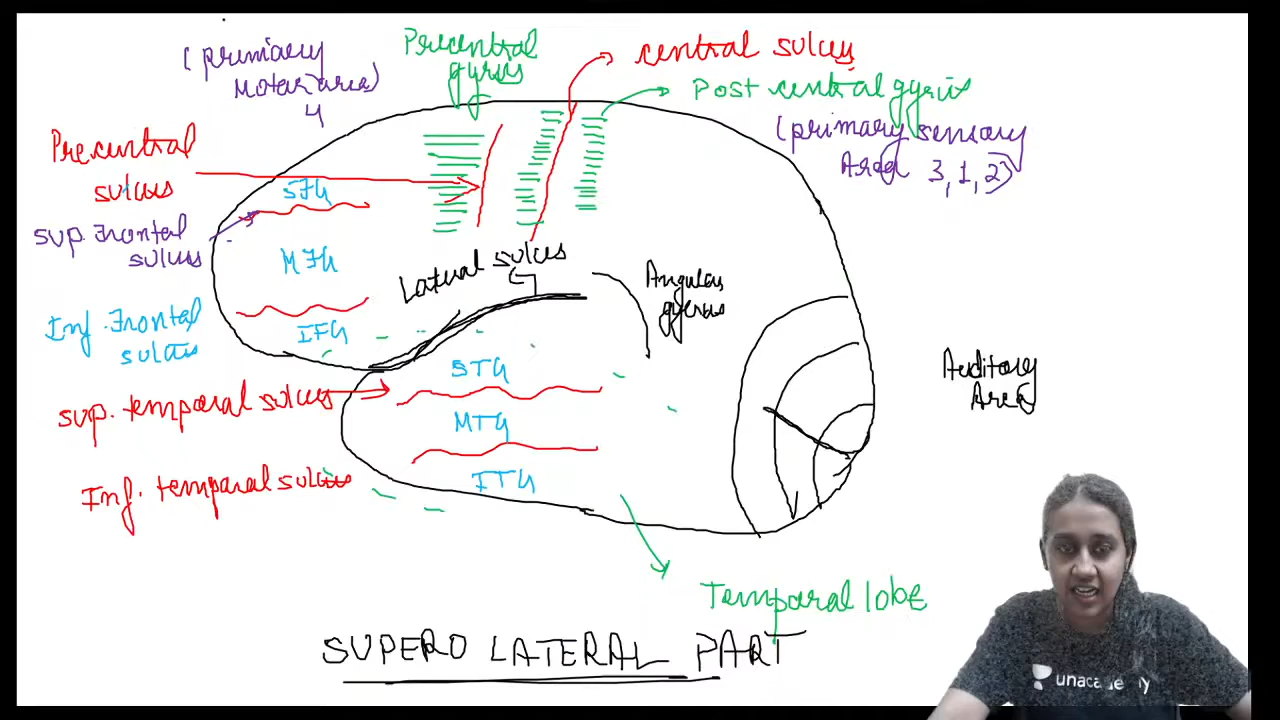 (primary
Motor area)
4
Precentral
gyrus
central sulcus
Post central gyrus
(primary sensory
Area 3, 1, 2)
Precentral
sulcus
SFG
sup. Frontal
sulcus
MFG
Lateral sulcus
Angular
gyrus
Inf. Frontal
sulcus
IFG
STG
Auditory
Area
sup. temporal sulcus
MTG
Inf. temporal sulcus
ITG
Temporal lobe
SUPERO LATERAL PART
unacademy